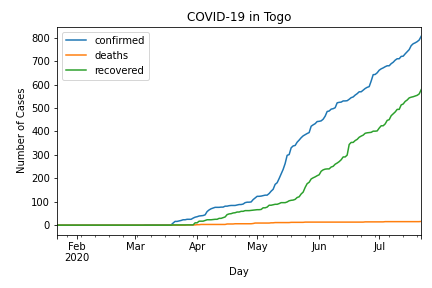 COVID-19 in Togo
confirmed
deaths
recovered
Number of Cases
800
700
600
500
400
300
200
100
0
Feb Mar Apr May Jun Jul
2020
Day